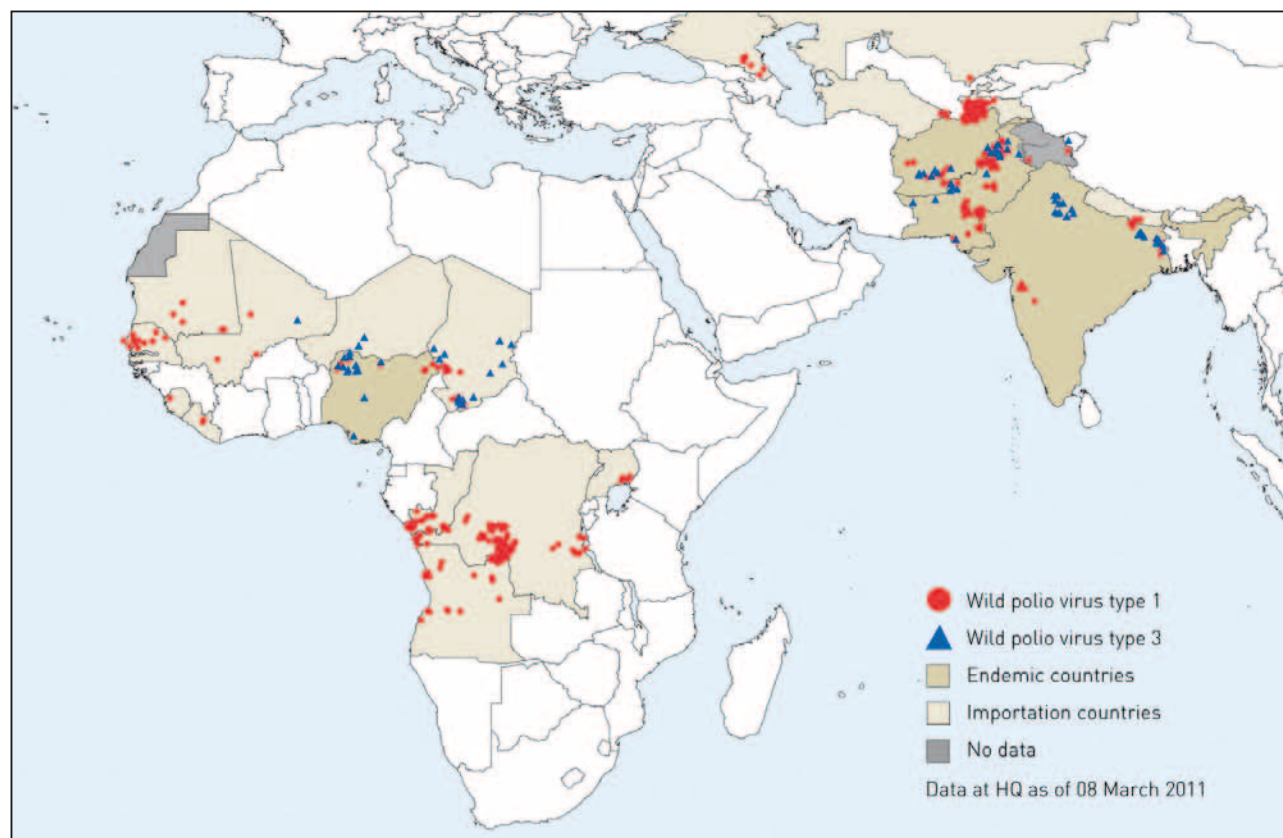 Wild polio virus type 1
Wild polio virus type 3
Endemic countries
Importation countries
No data
Data at HQ as of 08 March 2011